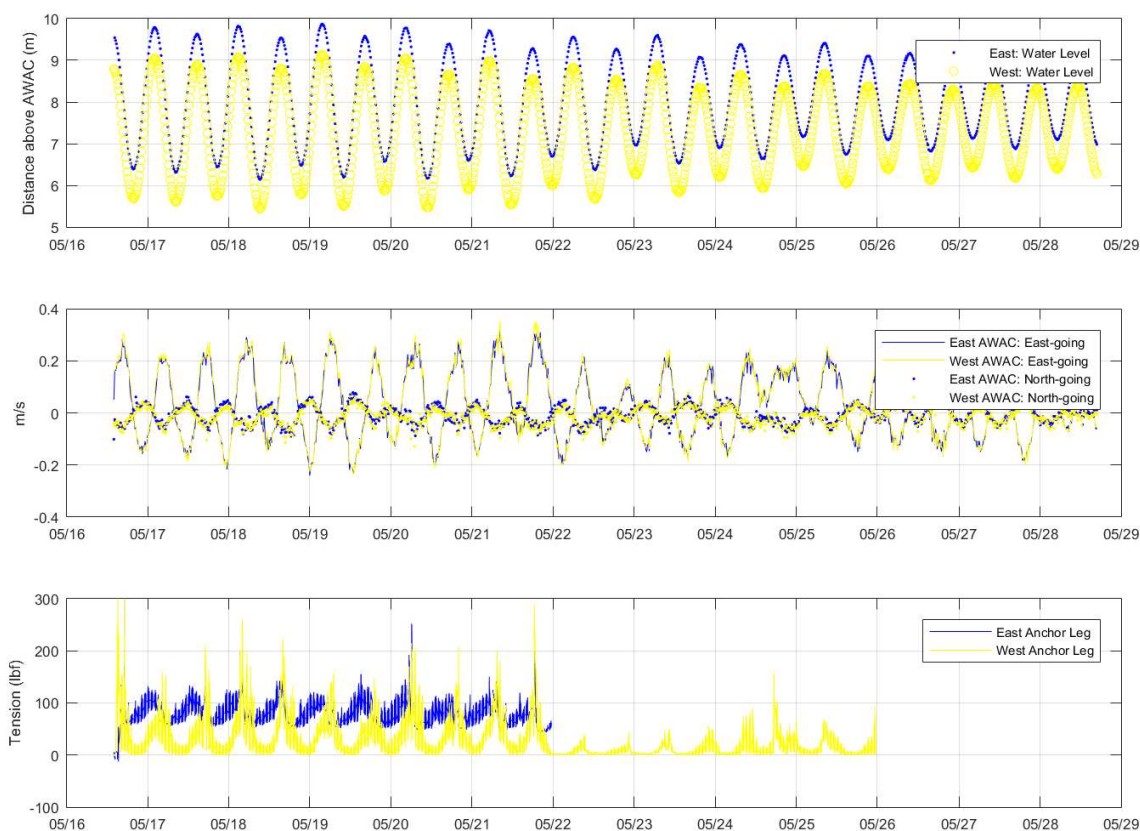 10
9
8
7
6
5
Distance above AWAC (m)
East: Water Level
West: Water Level
05/16 05/17 05/18 05/19 05/20 05/21 05/22 05/23 05/24 05/25 05/26 05/27 05/28 05/29
0.4
0.2
0
-0.2
-0.4
m/s
East AWAC: East-going
West AWAC: East-going
East AWAC: North-going
West AWAC: North-going
05/16 05/17 05/18 05/19 05/20 05/21 05/22 05/23 05/24 05/25 05/26 05/27 05/28 05/29
300
200
100
0
-100
Tension (lbf)
East Anchor Leg
West Anchor Leg
05/16 05/17 05/18 05/19 05/20 05/21 05/22 05/23 05/24 05/25 05/26 05/27 05/28 05/29